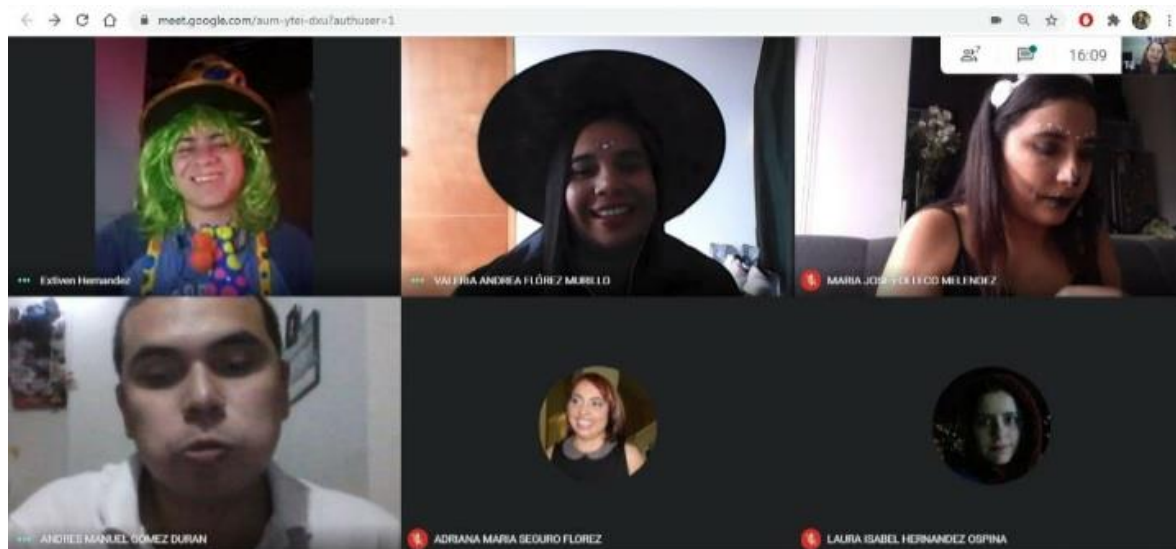 meet.google.com/aum-ytei-dxu?authuser=1
7
16:09
Extiven Hernandez
VALERIA ANDREA FLÓREZ MURILLO
MARIA MELENDEZ
ANDRES MANUEL GOMEZ DURAN
ADRIANA MARIA SEGURO FLOREZ
LAURA ISABEL HERNANDEZ OSPINA